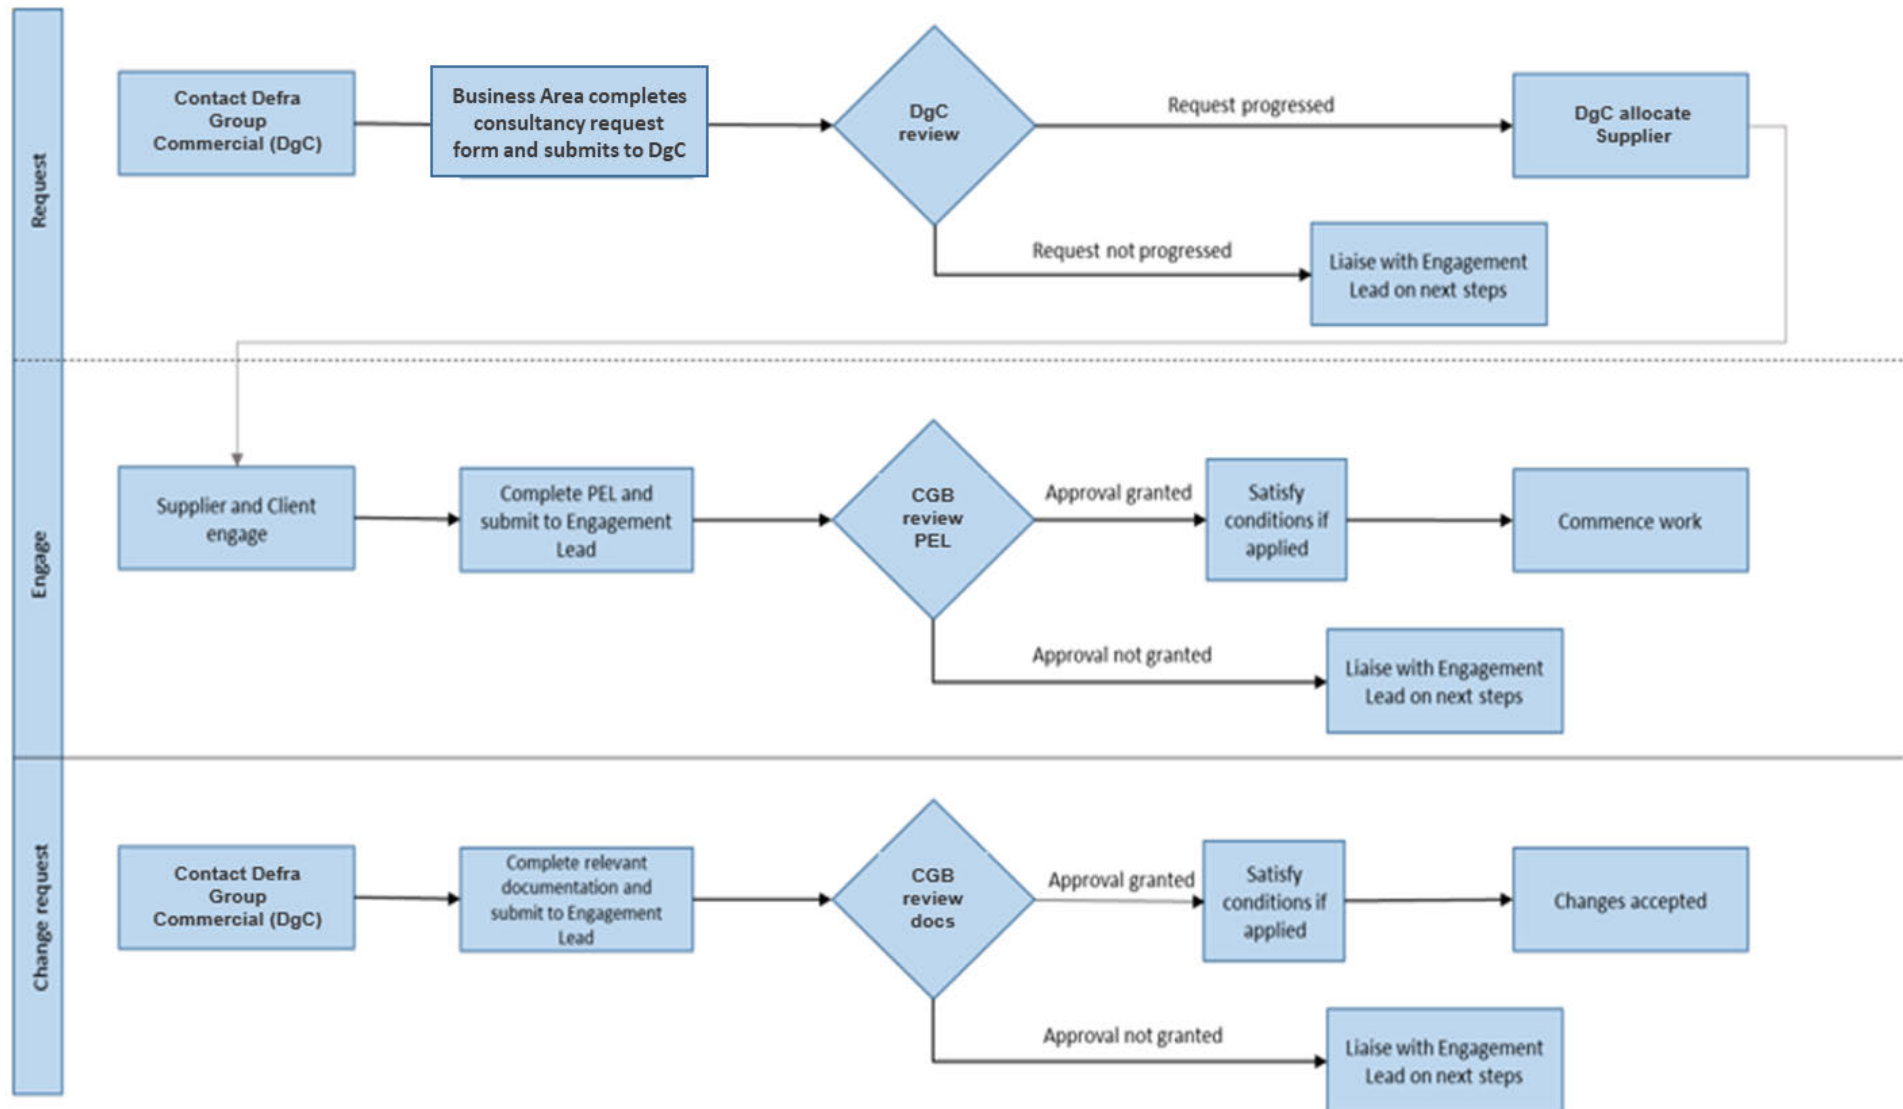 Request
Contact Defra
Group
Commercial (DgC)
Business Area completes
consultancy request
form and submits to DgC
DgC
review
Request progressed
DgC allocate
Supplier
Request not progressed
Liaise with Engagement
Lead on next steps
Engage
Supplier and Client
engage
Complete PEL and
submit to Engagement
Lead
CGB
review
PEL
Approval granted
Satisfy
conditions if
applied
Commence work
Approval not granted
Liaise with Engagement
Lead on next steps
Change request
Contact Defra
Group
Commercial (DgC)
Complete relevant
documentation and
submit to Engagement
Lead
CGB
review
docs
Approval granted
Satisfy
conditions if
applied
Changes accepted
Approval not granted
Liaise with Engagement
Lead on next steps